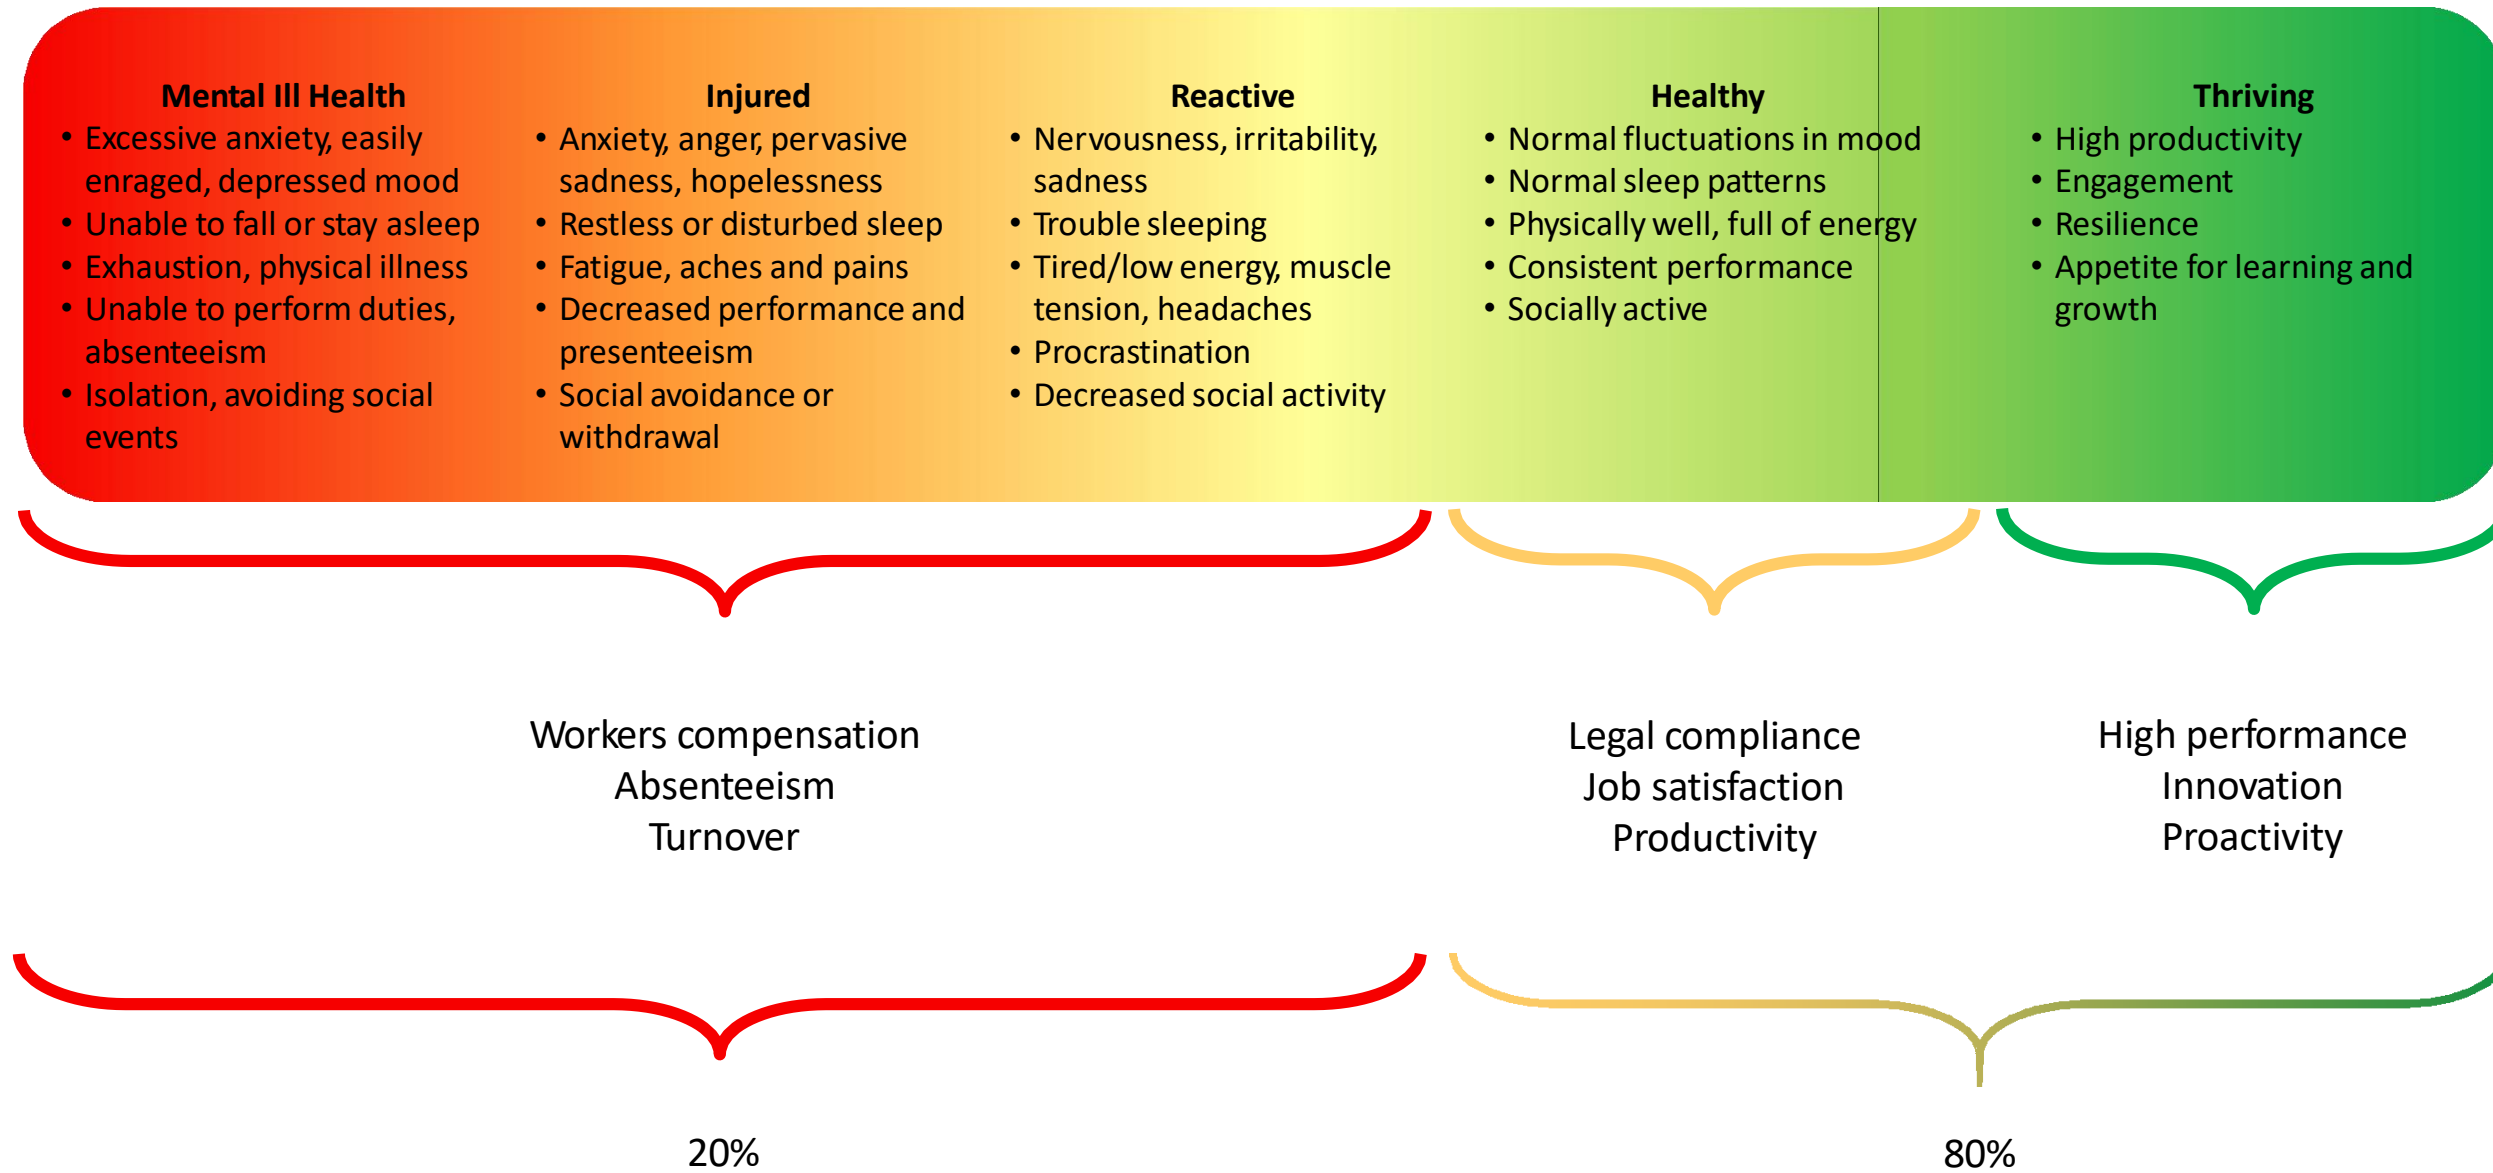 Mental Ill Health
• Excessive anxiety, easily
enraged, depressed mood
• Unable to fall or stay asleep
• Exhaustion, physical illness
• Unable to perform duties,
absenteeism
• Isolation, avoiding social
events
Injured
• Anxiety, anger, pervasive
sadness, hopelessness
• Restless or disturbed sleep
• Fatigue, aches and pains
• Decreased performance and
presenteeism
• Social avoidance or
withdrawal
Reactive
• Nervousness, irritability,
sadness
• Trouble sleeping
• Tired/low energy, muscle
tension, headaches
• Procrastination
• Decreased social activity
Healthy
• Normal fluctuations in mood
• Normal sleep patterns
• Physically well, full of energy
• Consistent performance
• Socially active
Thriving
• High productivity
• Engagement
• Resilience
• Appetite for learning and
growth
Workers compensation
Absenteeism
Turnover
Legal compliance
Job satisfaction
Productivity
High performance
Innovation
Proactivity
20%
80%